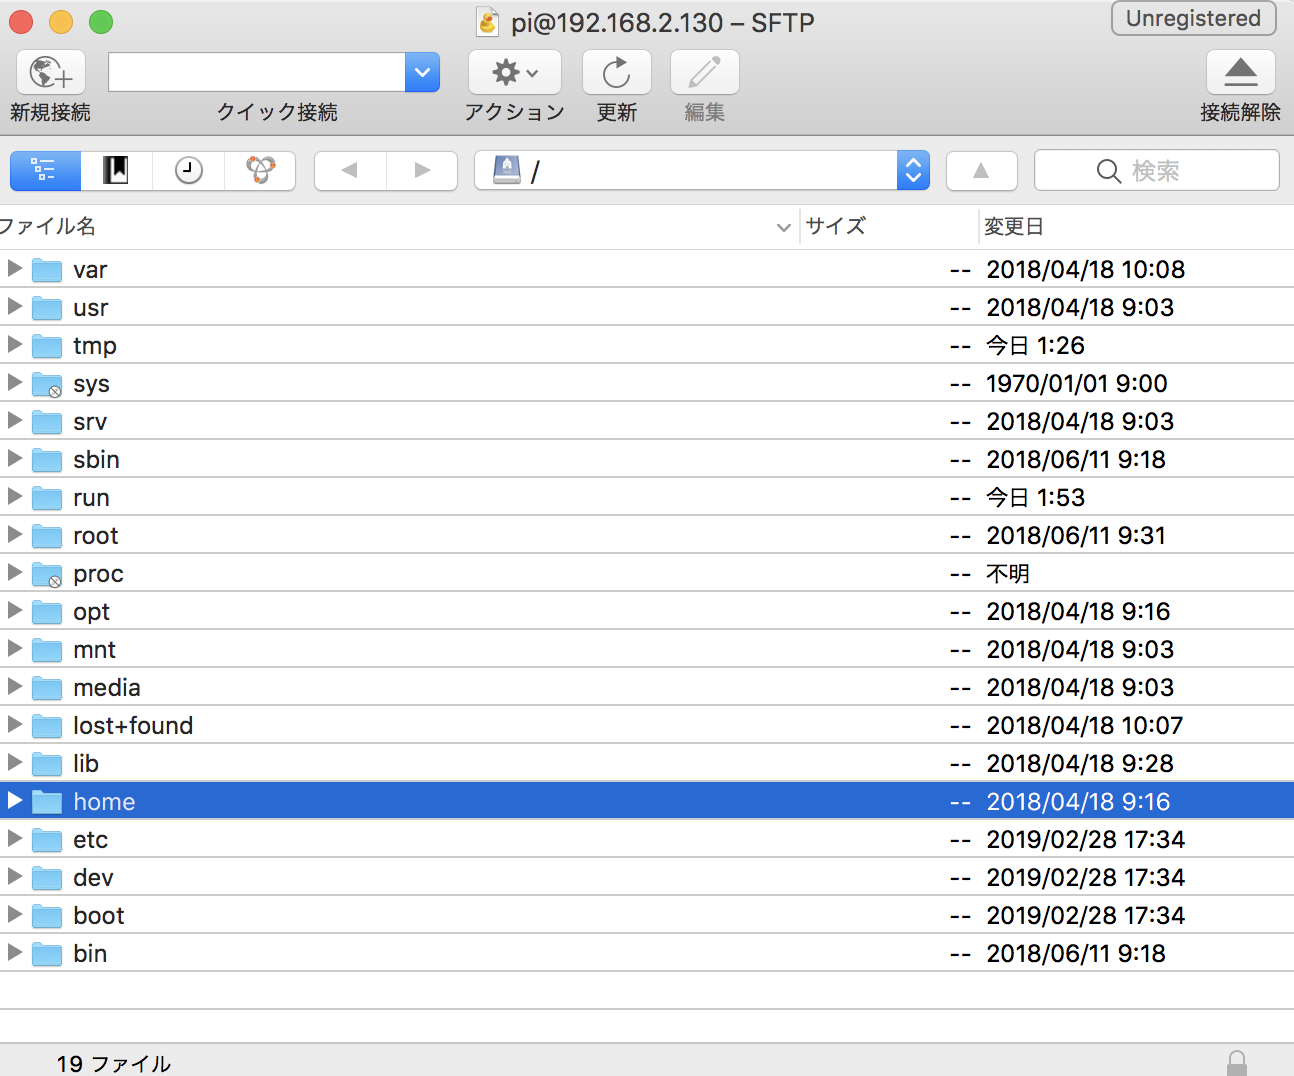 pi@192.168.2.130 – SFTP
Unregistered
新規接続 クイック接続 アクション 更新 編集 接続解除
/ 検索
ファイル名 サイズ 変更日
var -- 2018/04/18 10:08
usr -- 2018/04/18 9:03
tmp -- 今日 1:26
sys -- 1970/01/01 9:00
srv -- 2018/04/18 9:03
sbin -- 2018/06/11 9:18
run -- 今日 1:53
root -- 2018/06/11 9:31
proc -- 不明
opt -- 2018/04/18 9:16
mnt -- 2018/04/18 9:03
media -- 2018/04/18 9:03
lost+found -- 2018/04/18 10:07
lib -- 2018/04/18 9:28
home -- 2018/04/18 9:16
etc -- 2019/02/28 17:34
dev -- 2019/02/28 17:34
boot -- 2019/02/28 17:34
bin -- 2018/06/11 9:18
19 ファイル